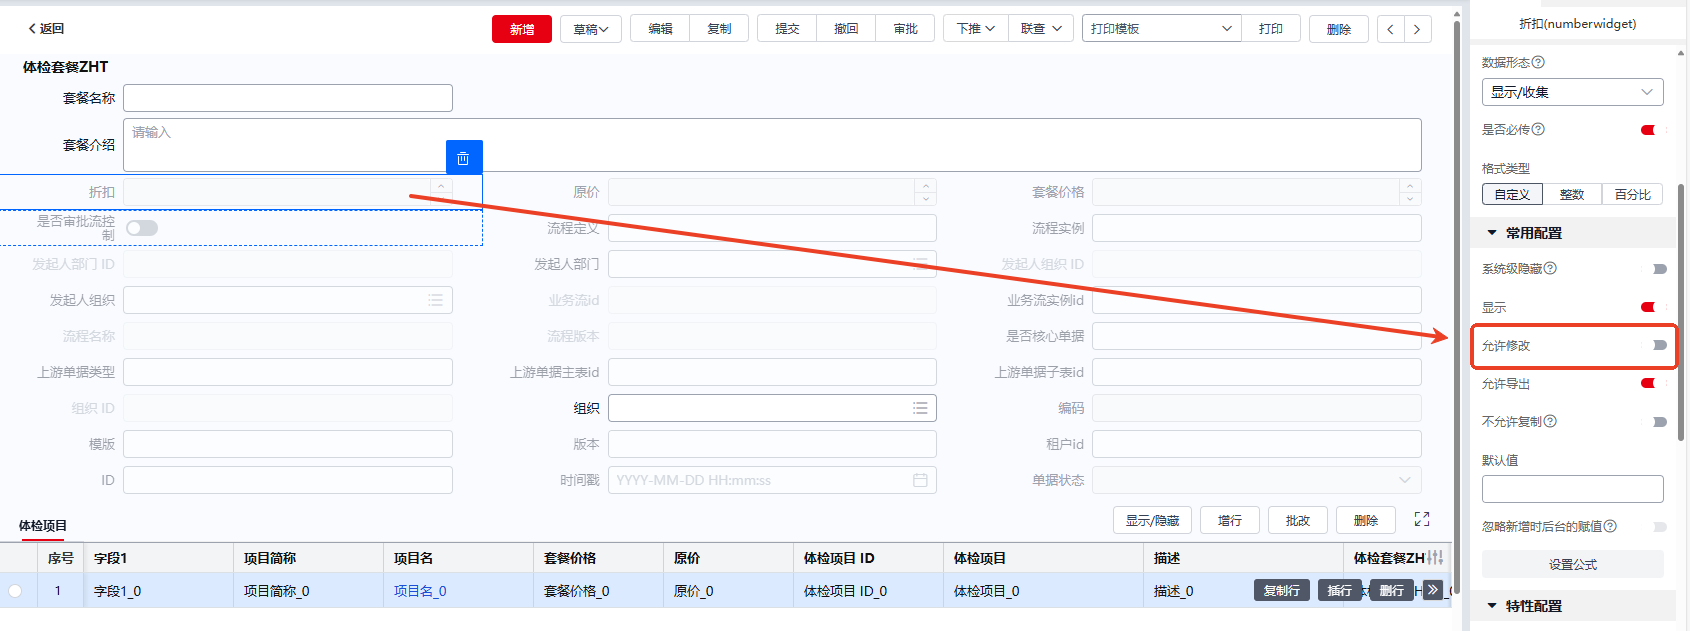 返回
新增 草稿 编辑 复制 提交 撤回 审批 下推 联查 打印模板 打印 删除
体检套餐ZHT
套餐名称
套餐介绍 请输入
折扣 原价 套餐价格
是否审批流控制 流程定义 流程实例
发起人部门 ID 发起人部门 发起人组织 ID
发起人组织 业务流id 业务流实例id
流程名称 流程版本 是否核心单据
上游单据类型 上游单据主表id 上游单据子表id
组织 ID 组织 编码
模版 版本 租户id
ID 时间戳 YYYY-MM-DD HH:mm:ss 单据状态
体检项目 显示/隐藏 增行 批改 删除
序号 字段1 项目简称 项目名 套餐价格 原价 体检项目 ID 体检项目 描述 体检套餐ZH
1 字段1_0 项目简称_0 项目名_0 套餐价格_0 原价_0 体检项目 ID_0 体检项目_0 描述_0 复制行 插行 删行
折扣(numberwidget)
数据形态
显示/收集
是否必传
格式类型
自定义 整数 百分比
常用配置
系统级隐藏
显示
允许修改
允许导出
不允许复制
默认值
忽略新增时后台的赋值
设置公式
特性配置